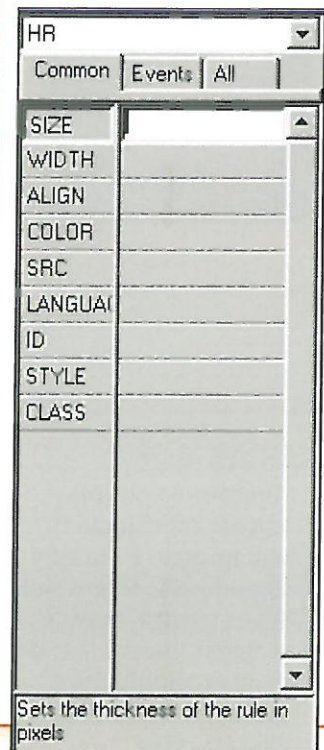 HR
Common Events All
SIZE
WIDTH
ALIGN
COLOR
SRC
LANGUA
ID
STYLE
CLASS
Sets the thickness of the rule in
pixels